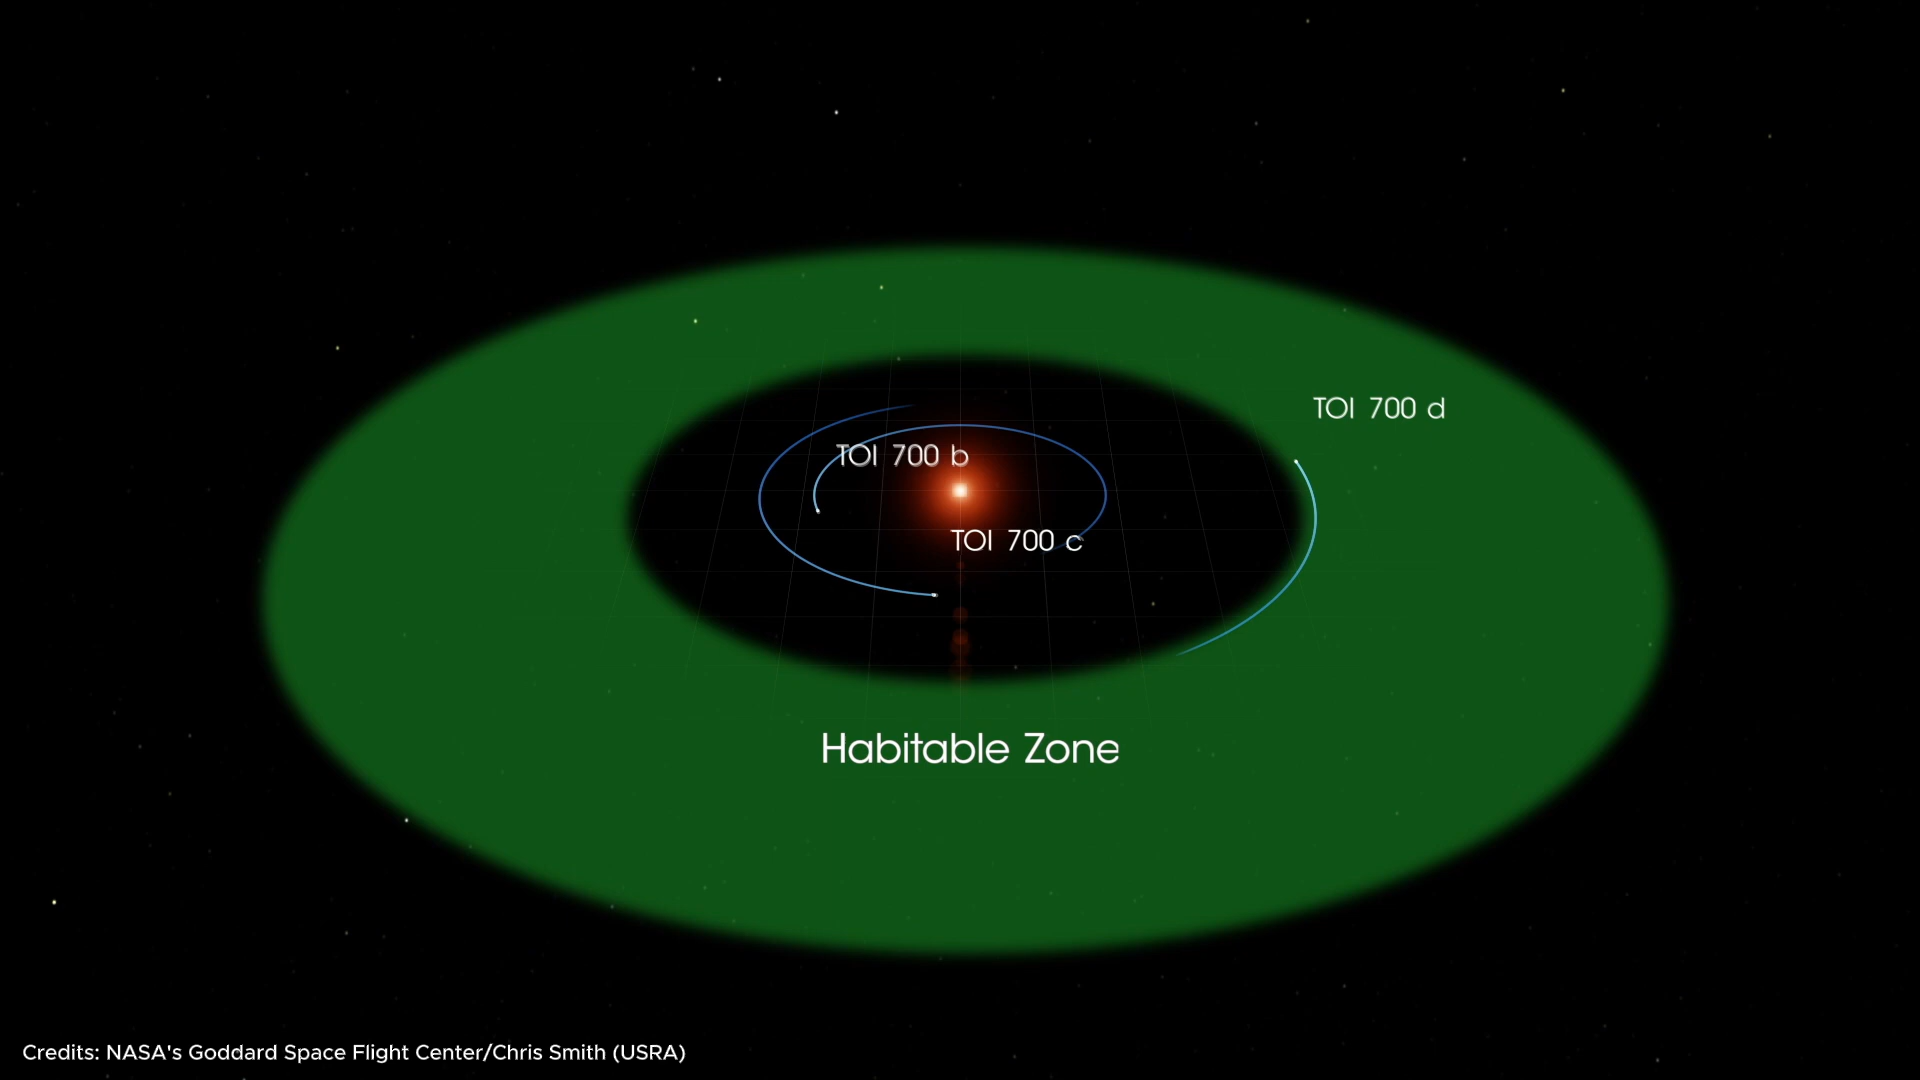 TOI 700 d
TOI 700 b
TOI 700 c
Habitable Zone
Credits: NASA's Goddard Space Flight Center/Chris Smith (USRA)